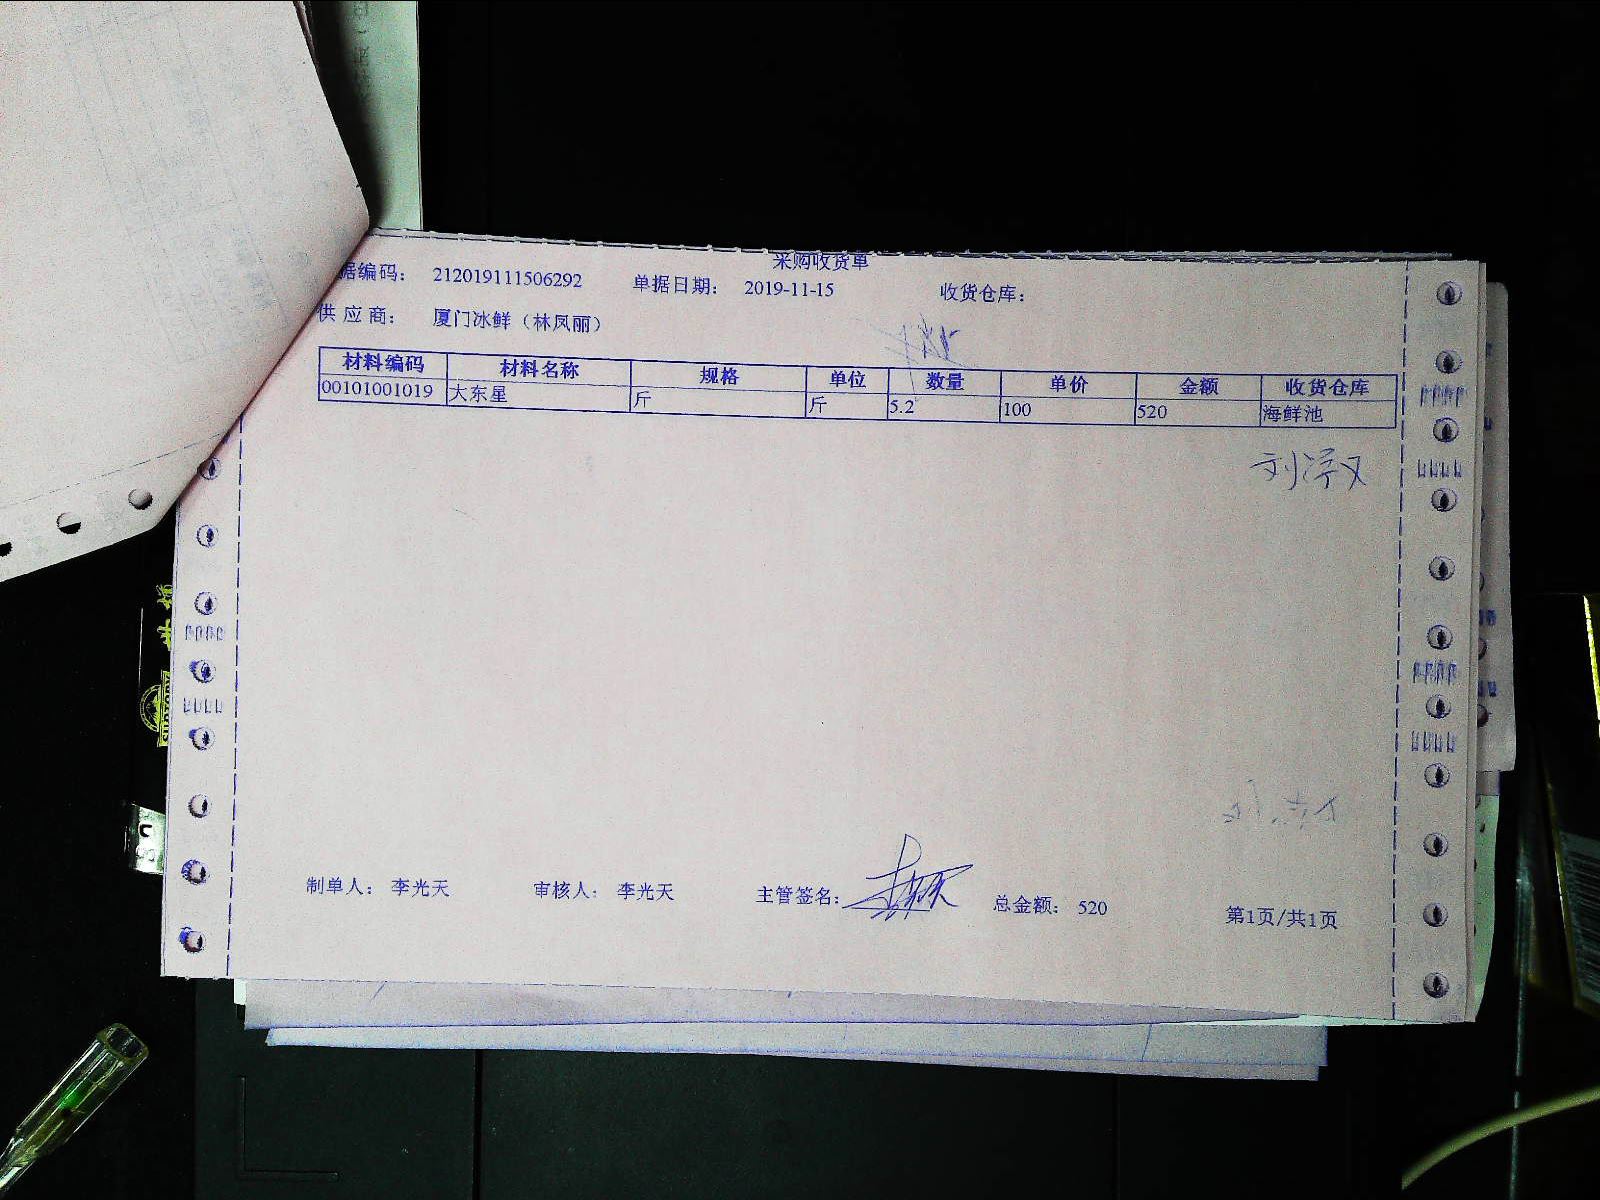 采购收货单
据编码： 212019111506292 单据日期： 2019-11-15 收货仓库：
供 应 商： 厦门冰鲜（林凤丽）
材料编码 材料名称 规格 单位 数量 单价 金额 收货仓库
00101001019 大东星 斤 斤 5.2 100 520 海鲜池
制单人： 李光天 审核人： 李光天 主管签名： 总金额： 520 第1页/共1页